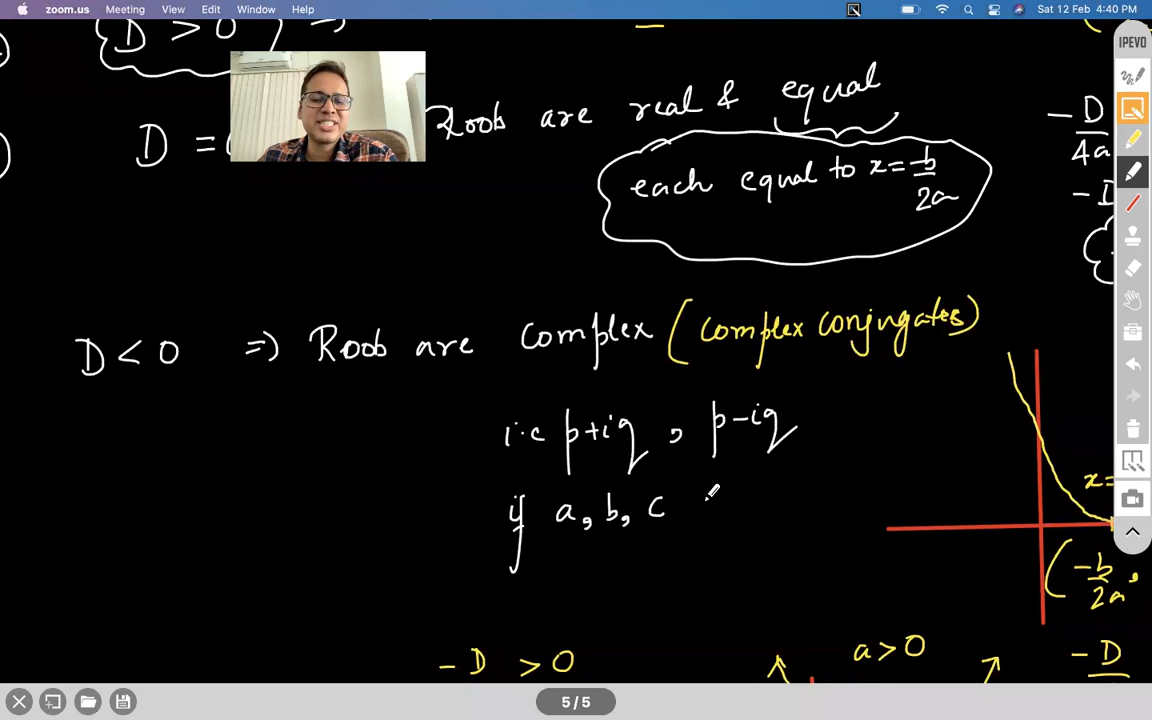 zoom.us Meeting View Edit Window Help Sat 12 Feb 4:40 PM
IPEVO
{D > 0} =>
D = Roots are real & equal
each equal to x = -b/2a
-D/4a
D < 0 => Roots are complex (complex conjugates)
i.e p+iq , p-iq
if a, b, c
x=
(-b/2a,
-D > 0
a > 0
-D
5 / 5